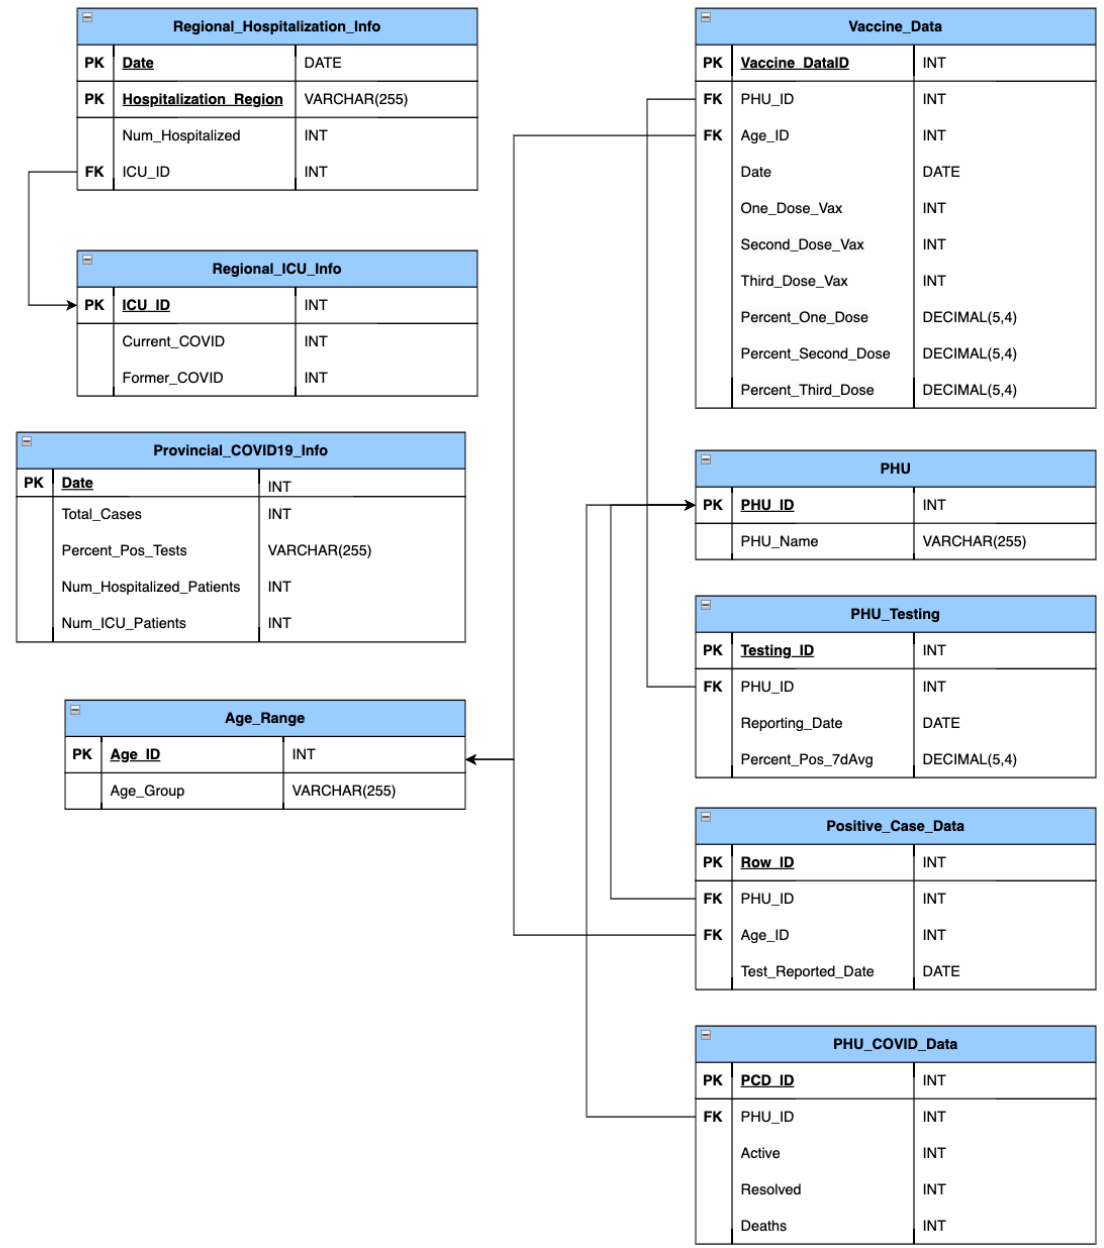 Regional_Hospitalization_Info
PK Date DATE
PK Hospitalization_Region VARCHAR(255)
Num_Hospitalized INT
FK ICU_ID INT
Regional_ICU_Info
PK ICU_ID INT
Current_COVID INT
Former_COVID INT
Provincial_COVID19_Info
PK Date INT
Total_Cases INT
Percent_Pos_Tests VARCHAR(255)
Num_Hospitalized_Patients INT
Num_ICU_Patients INT
Age_Range
PK Age_ID INT
Age_Group VARCHAR(255)
Vaccine_Data
PK Vaccine_DataID INT
FK PHU_ID INT
FK Age_ID INT
Date DATE
One_Dose_Vax INT
Second_Dose_Vax INT
Third_Dose_Vax INT
Percent_One_Dose DECIMAL(5,4)
Percent_Second_Dose DECIMAL(5,4)
Percent_Third_Dose DECIMAL(5,4)
PHU
PK PHU_ID INT
PHU_Name VARCHAR(255)
PHU_Testing
PK Testing_ID INT
FK PHU_ID INT
Reporting_Date DATE
Percent_Pos_7dAvg DECIMAL(5,4)
Positive_Case_Data
PK Row_ID INT
FK PHU_ID INT
FK Age_ID INT
Test_Reported_Date DATE
PHU_COVID_Data
PK PCD_ID INT
FK PHU_ID INT
Active INT
Resolved INT
Deaths INT